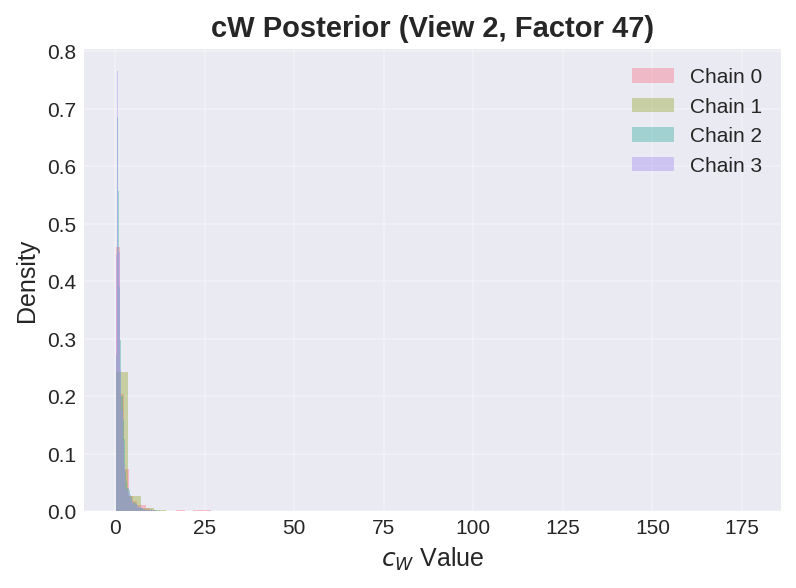 cW Posterior (View 2, Factor 47)
Chain 0
Chain 1
Chain 2
Chain 3
Density
0.8
0.7
0.6
0.5
0.4
0.3
0.2
0.1
0.0
0 25 50 75 100 125 150 175
c_W Value